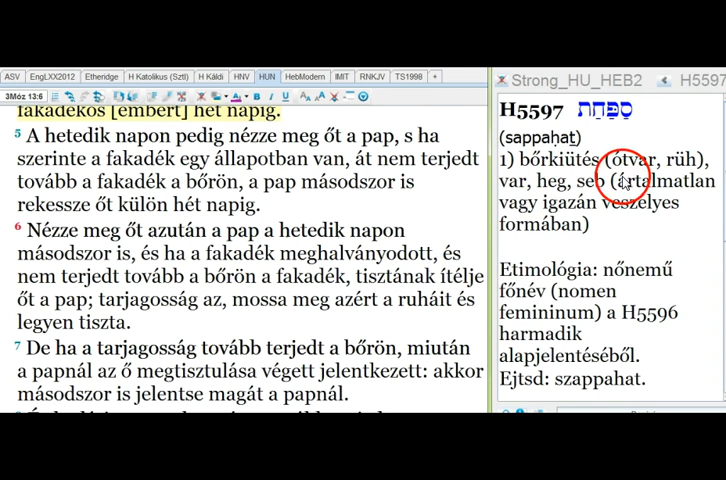 ASV EngLXX2012 Etheridge H Katolikus (SztI) H Káldi HNV HUN HebModern IMIT RNKJV TS1998 +
3Móz 13:6
fakadékos [embert] hét napig.
5 A hetedik napon pedig nézze meg őt a pap, s ha
szerinte a fakadék egy állapotban van, át nem terjedt
tovább a fakadék a bőrön, a pap másodszor is
rekessze őt külön hét napig.
6 Nézze meg őt azután a pap a hetedik napon
másodszor is, és ha a fakadék meghalványodott, és
nem terjedt tovább a bőrön a fakadék, tisztának ítélje
őt a pap; tarjagosság az, mossa meg azért a ruháit és
legyen tiszta.
7 De ha a tarjagosság tovább terjedt a bőrön, miután
a papnál az ő megtisztulása végett jelentkezett: akkor
másodszor is jelentse magát a papnál.
Strong_HU_HEB2 H5597
H5597 סַפַּחַת
(sappaḥaṯ)
1) bőrkiütés (ótvar, rüh),
var, heg, seb (ártalmatlan
vagy igazán veszélyes
formában)
Etimológia: nőnemű
főnév (nomen
femininum) a H5596
harmadik
alapjelentéséből.
Ejtsd: szappahat.